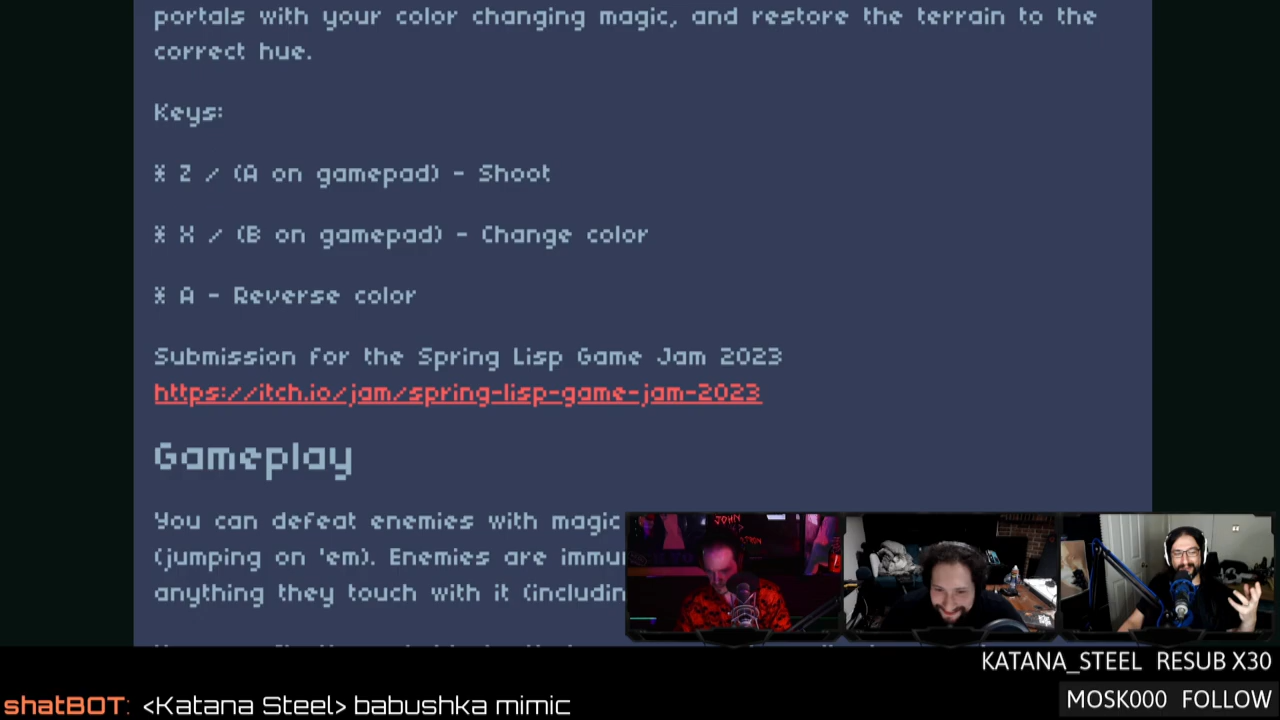 portals with your color changing magic, and restore the terrain to the
correct hue.
Keys:
* Z / (A on gamepad) - Shoot
* X / (B on gamepad) - Change color
* A - Reverse color
Submission for the Spring Lisp Game Jam 2023
https://itch.io/jam/spring-lisp-game-jam-2023
Gameplay
You can defeat enemies with magic
(jumping on 'em). Enemies are immu
anything they touch with it (includin
JOHN
KATANA_STEEL RESUB X30
MOSK000 FOLLOW
shatBOT: <Katana Steel> babushka mimic